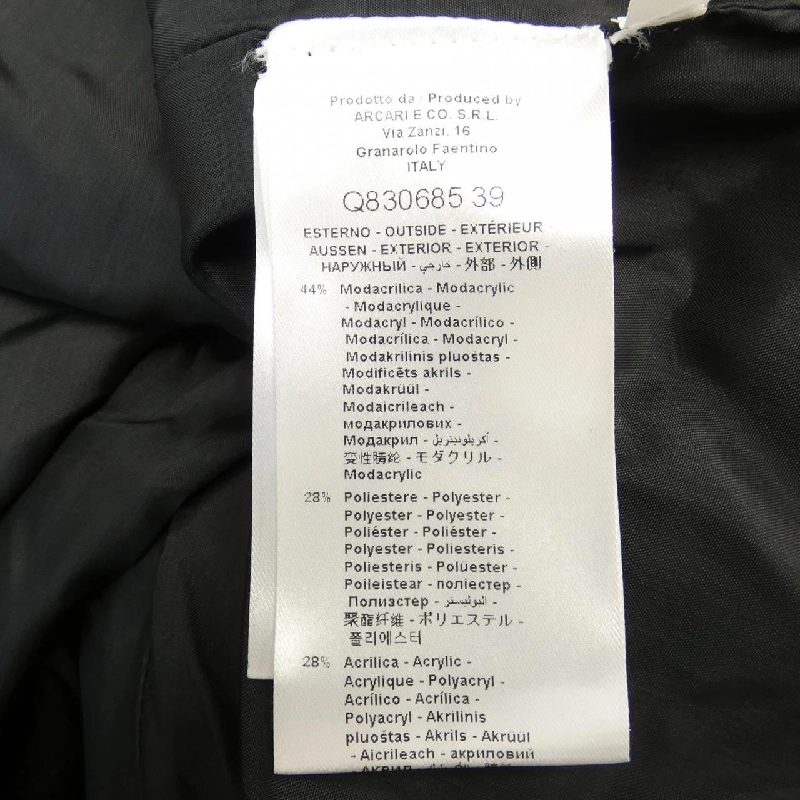 Prodotto da / Produced by
ARCARI E CO. S.R.L.
Via Zanzi, 16
Granarolo Faentino
ITALY
Q830685 39
ESTERNO - OUTSIDE - EXTÉRIEUR -
AUSSEN - EXTERIOR - EXTERIOR -
НАРУЖНЫЙ - خارجي - 外部 - 外側
44% Modacrilica - Modacrylic
- Modacrylique -
Modacryl - Modacrílico -
Modacrílica - Modacryl -
Modakrilinis pluoštas -
Modificēts akrils -
Modakrüül -
Modaicrileach -
модакрилових -
Модакрил -
变性腈纶 - モダクリル -
Modacrylic
28% Poliestere - Polyester -
Polyester - Polyester -
Poliéster - Poliéster -
Polyester - Poliesteris -
Poliesteris - Polüester -
Poileistear - поліестер -
Полиэстер - البوليستر -
聚酯纤维 - ポリエステル -
폴리에스터
28% Acrilica - Acrylic -
Acrylique - Polyacryl -
Acrílico - Acrílica -
Polyacryl - Akrilinis
pluoštas - Akrils - Akrüül
- Aicrileach - акриловий